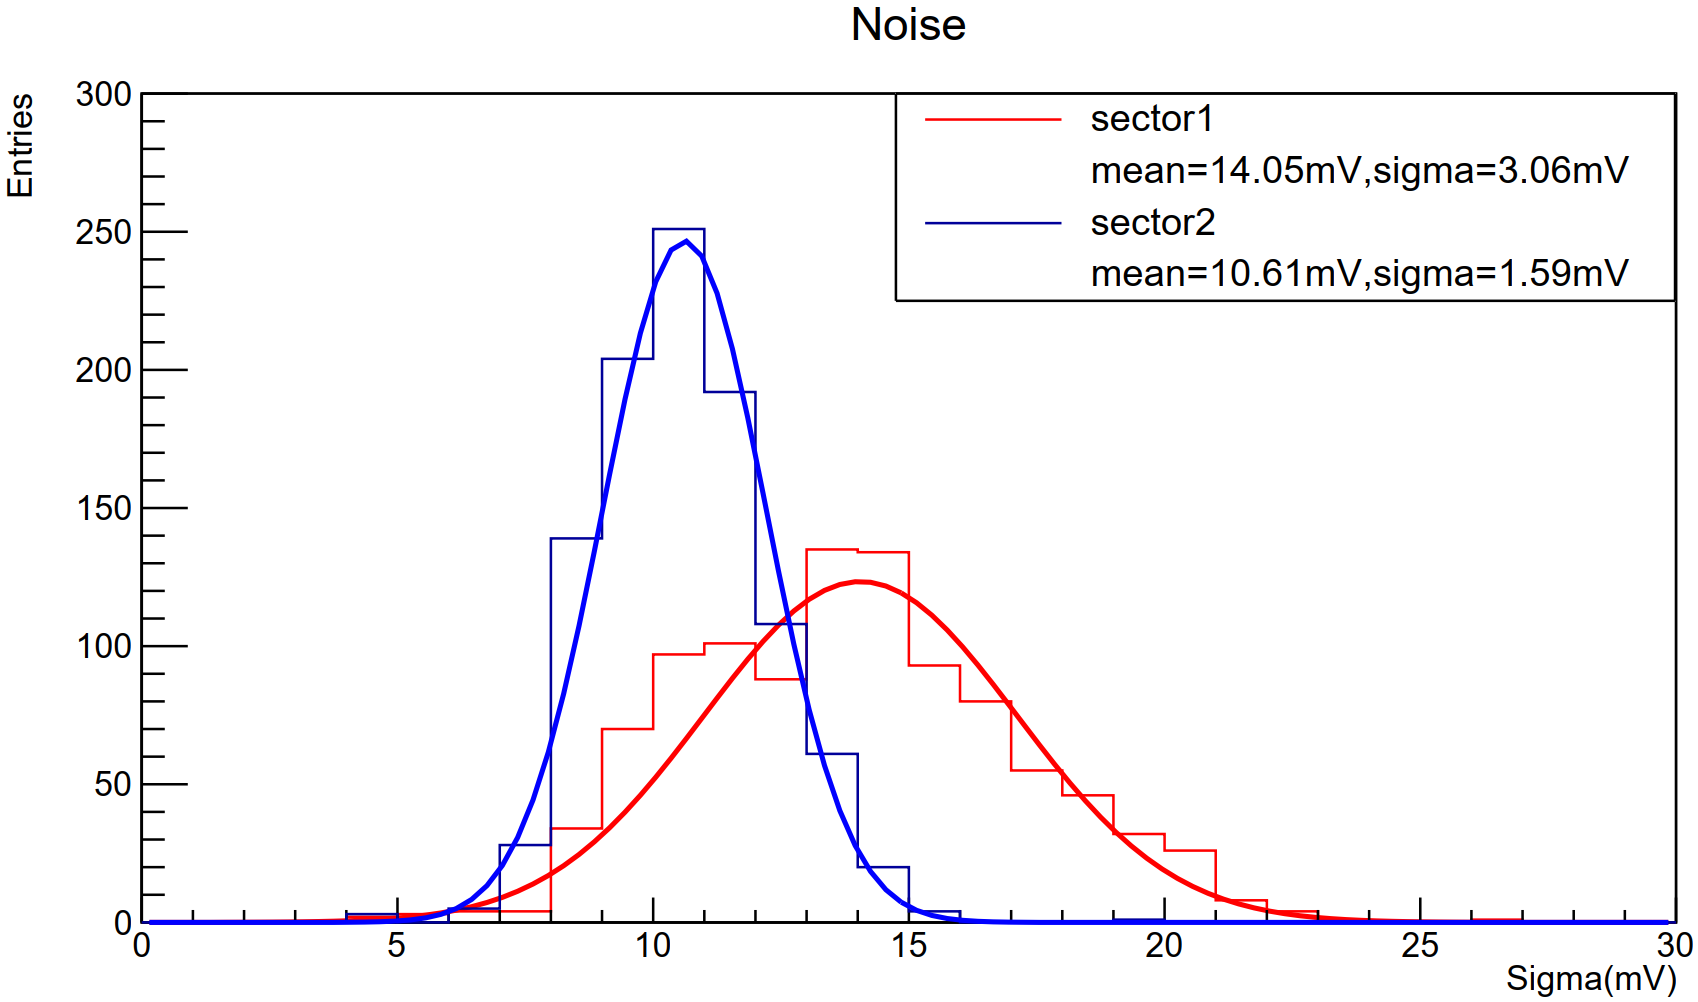 Noise
Entries
300
250
200
150
100
50
0
sector1
mean=14.05mV,sigma=3.06mV
sector2
mean=10.61mV,sigma=1.59mV
0 5 10 15 20 25 30
Sigma(mV)